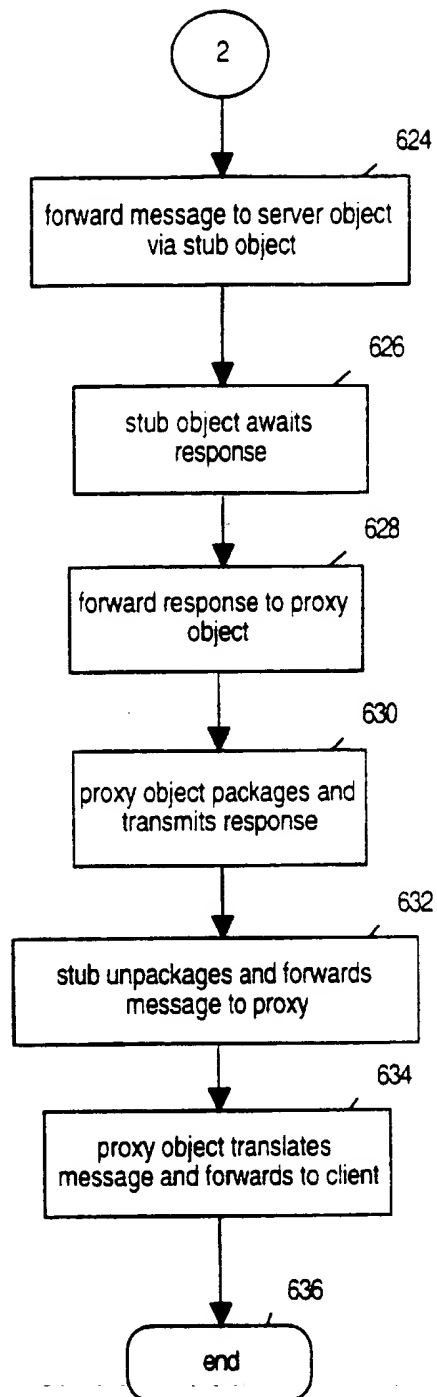 2
624
forward message to server object
via stub object
626
stub object awaits
response
628
forward response to proxy
object
630
proxy object packages and
transmits response
632
stub unpackages and forwards
message to proxy
634
proxy object translates
message and forwards to client
636
end